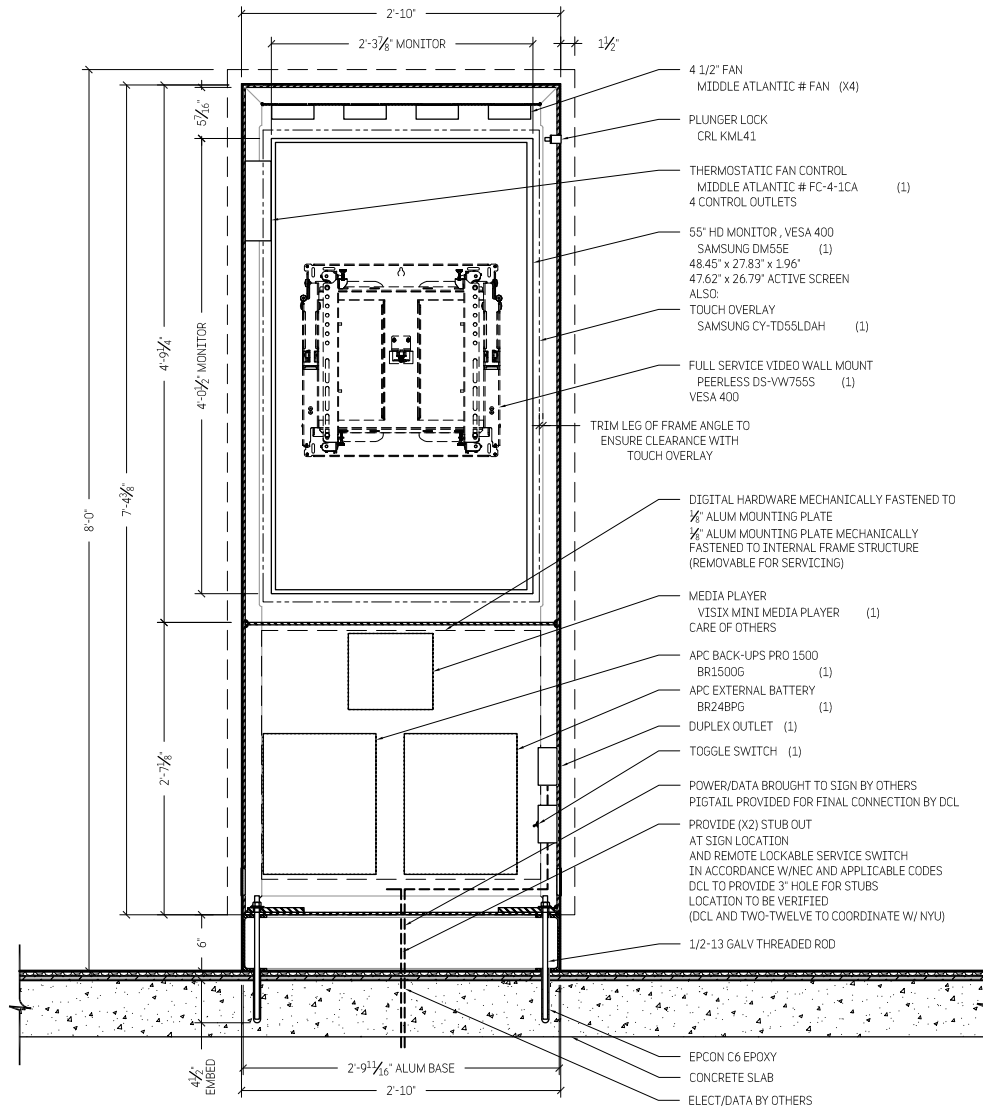 2'-10"
2'-3⅞" MONITOR
1½"
5⁷⁄₁₆"
4'-9¼"
4'-0½" MONITOR
7'-4⅜"
8'-0"
2'-7⅛"
6"
4½"
EMBED
2'-9¹¹⁄₁₆" ALUM BASE
2'-10"
4 1/2" FAN
MIDDLE ATLANTIC # FAN (X4)
PLUNGER LOCK
CRL KML41
THERMOSTATIC FAN CONTROL
MIDDLE ATLANTIC # FC-4-1CA (1)
4 CONTROL OUTLETS
55" HD MONITOR , VESA 400
SAMSUNG DM55E (1)
48.45" x 27.83" x 1.96"
47.62" x 26.79" ACTIVE SCREEN
ALSO:
TOUCH OVERLAY
SAMSUNG CY-TD55LDAH (1)
FULL SERVICE VIDEO WALL MOUNT
PEERLESS DS-VW755S (1)
VESA 400
TRIM LEG OF FRAME ANGLE TO
ENSURE CLEARANCE WITH
TOUCH OVERLAY
DIGITAL HARDWARE MECHANICALLY FASTENED TO
⅛" ALUM MOUNTING PLATE
⅛" ALUM MOUNTING PLATE MECHANICALLY
FASTENED TO INTERNAL FRAME STRUCTURE
(REMOVABLE FOR SERVICING)
MEDIA PLAYER
VISIX MINI MEDIA PLAYER (1)
CARE OF OTHERS
APC BACK-UPS PRO 1500
BR1500G (1)
APC EXTERNAL BATTERY
BR24BPG (1)
DUPLEX OUTLET (1)
TOGGLE SWITCH (1)
POWER/DATA BROUGHT TO SIGN BY OTHERS
PIGTAIL PROVIDED FOR FINAL CONNECTION BY DCL
PROVIDE (X2) STUB OUT
AT SIGN LOCATION
AND REMOTE LOCKABLE SERVICE SWITCH
IN ACCORDANCE W/NEC AND APPLICABLE CODES
DCL TO PROVIDE 3" HOLE FOR STUBS
LOCATION TO BE VERIFIED
(DCL AND TWO-TWELVE TO COORDINATE W/ NYU)
1/2-13 GALV THREADED ROD
EPCON C6 EPOXY
CONCRETE SLAB
ELECT/DATA BY OTHERS